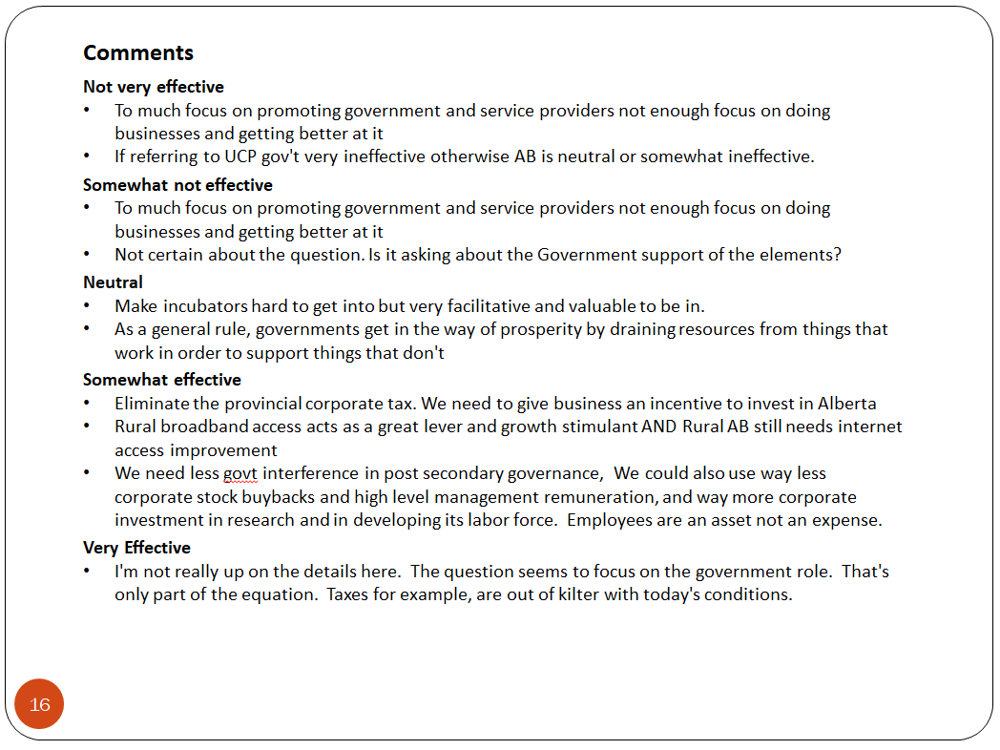 Comments
Not very effective
• To much focus on promoting government and service providers not enough focus on doing
businesses and getting better at it
• If referring to UCP gov't very ineffective otherwise AB is neutral or somewhat ineffective.
Somewhat not effective
• To much focus on promoting government and service providers not enough focus on doing
businesses and getting better at it
• Not certain about the question. Is it asking about the Government support of the elements?
Neutral
• Make incubators hard to get into but very facilitative and valuable to be in.
• As a general rule, governments get in the way of prosperity by draining resources from things that
work in order to support things that don't
Somewhat effective
• Eliminate the provincial corporate tax. We need to give business an incentive to invest in Alberta
• Rural broadband access acts as a great lever and growth stimulant AND Rural AB still needs internet
access improvement
• We need less govt interference in post secondary governance,  We could also use way less
corporate stock buybacks and high level management remuneration, and way more corporate
investment in research and in developing its labor force.  Employees are an asset not an expense.
Very Effective
• I'm not really up on the details here.  The question seems to focus on the government role.  That's
only part of the equation.  Taxes for example, are out of kilter with today's conditions.
16